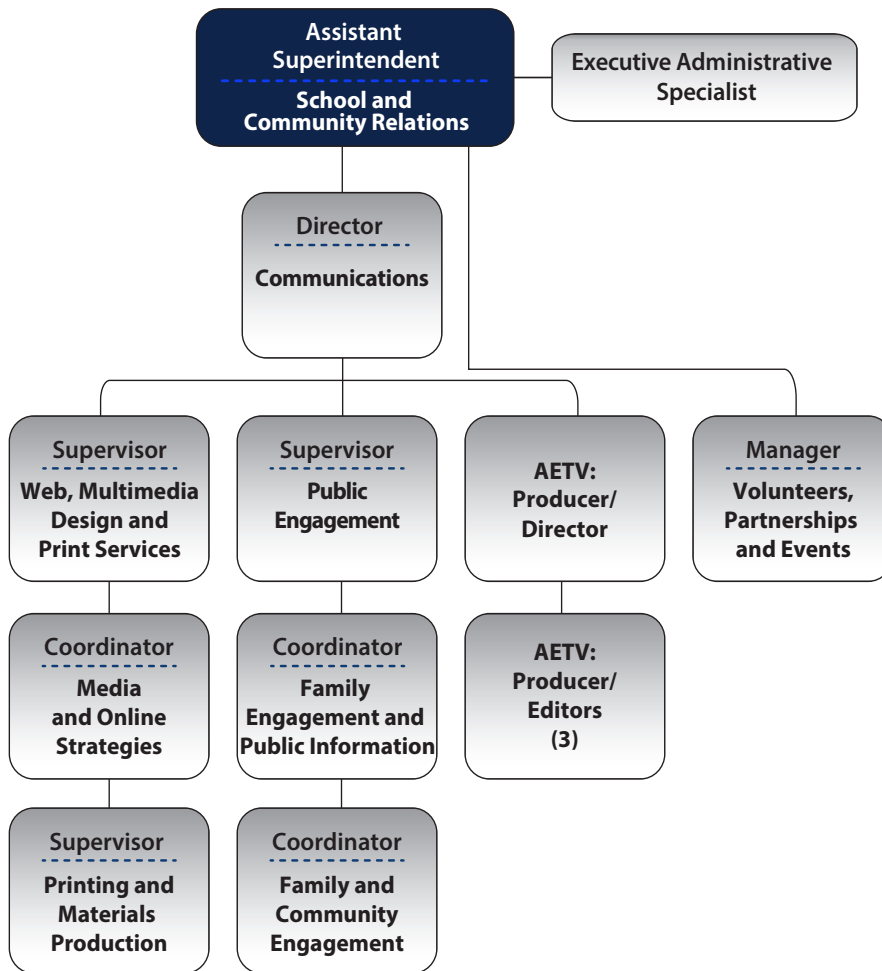 Assistant
Superintendent
School and
Community Relations
Executive Administrative
Specialist
Director
Communications
Supervisor
Web, Multimedia
Design and
Print Services
Supervisor
Public
Engagement
AETV:
Producer/
Director
Manager
Volunteers,
Partnerships
and Events
Coordinator
Media
and Online
Strategies
Coordinator
Family
Engagement and
Public Information
AETV:
Producer/
Editors
(3)
Supervisor
Printing and
Materials
Production
Coordinator
Family and
Community
Engagement